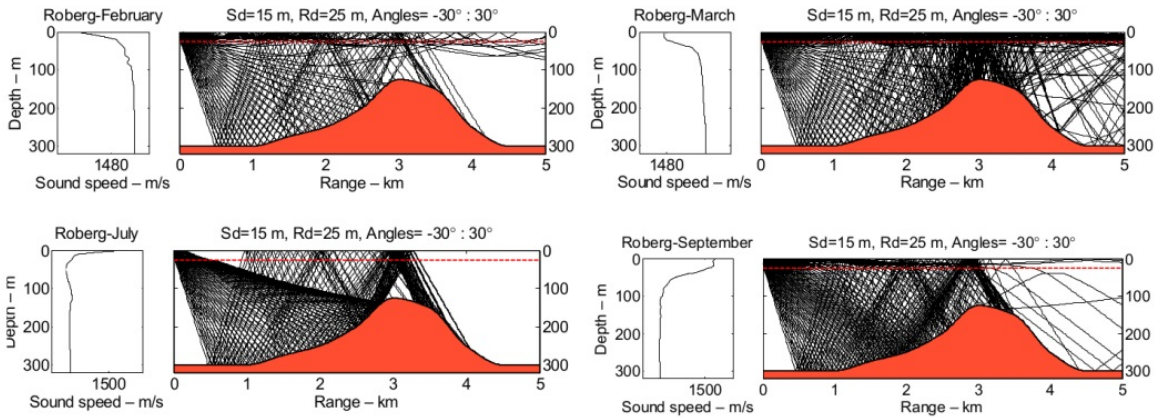 Roberg-February
Sd=15 m, Rd=25 m, Angles= -30° : 30°
0
100
200
300
Depth – m
1480
Sound speed – m/s
0
100
200
300
0 1 2 3 4 5
Range – km
Roberg-March
Sd=15 m, Rd=25 m, Angles= -30° : 30°
0
100
200
300
Depth – m
1480
Sound speed – m/s
0
100
200
300
0 1 2 3 4 5
Range – km
Roberg-July
Sd=15 m, Rd=25 m, Angles= -30° : 30°
0
100
200
300
Depth – m
1500
Sound speed – m/s
0
100
200
300
0 1 2 3 4 5
Range – km
Roberg-September
Sd=15 m, Rd=25 m, Angles= -30° : 30°
0
100
200
300
Depth – m
1500
Sound speed – m/s
0
100
200
300
0 1 2 3 4 5
Range – km